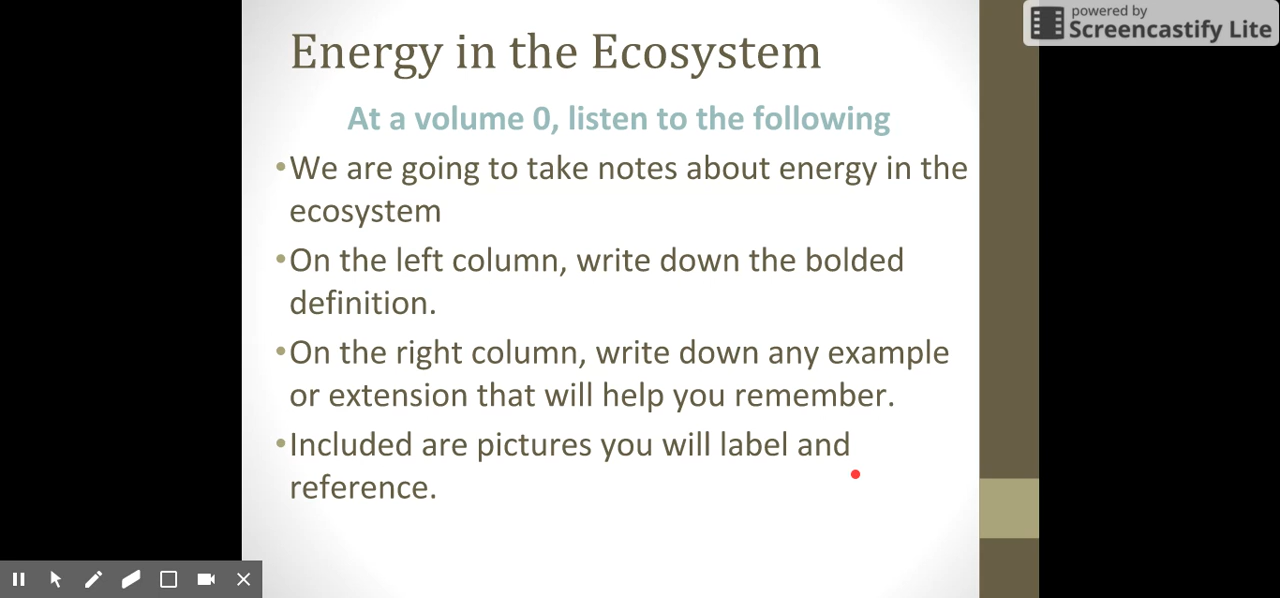 powered by
Screencastify Lite
Energy in the Ecosystem
At a volume 0, listen to the following
•We are going to take notes about energy in the
ecosystem
•On the left column, write down the bolded
definition.
•On the right column, write down any example
or extension that will help you remember.
•Included are pictures you will label and
reference.